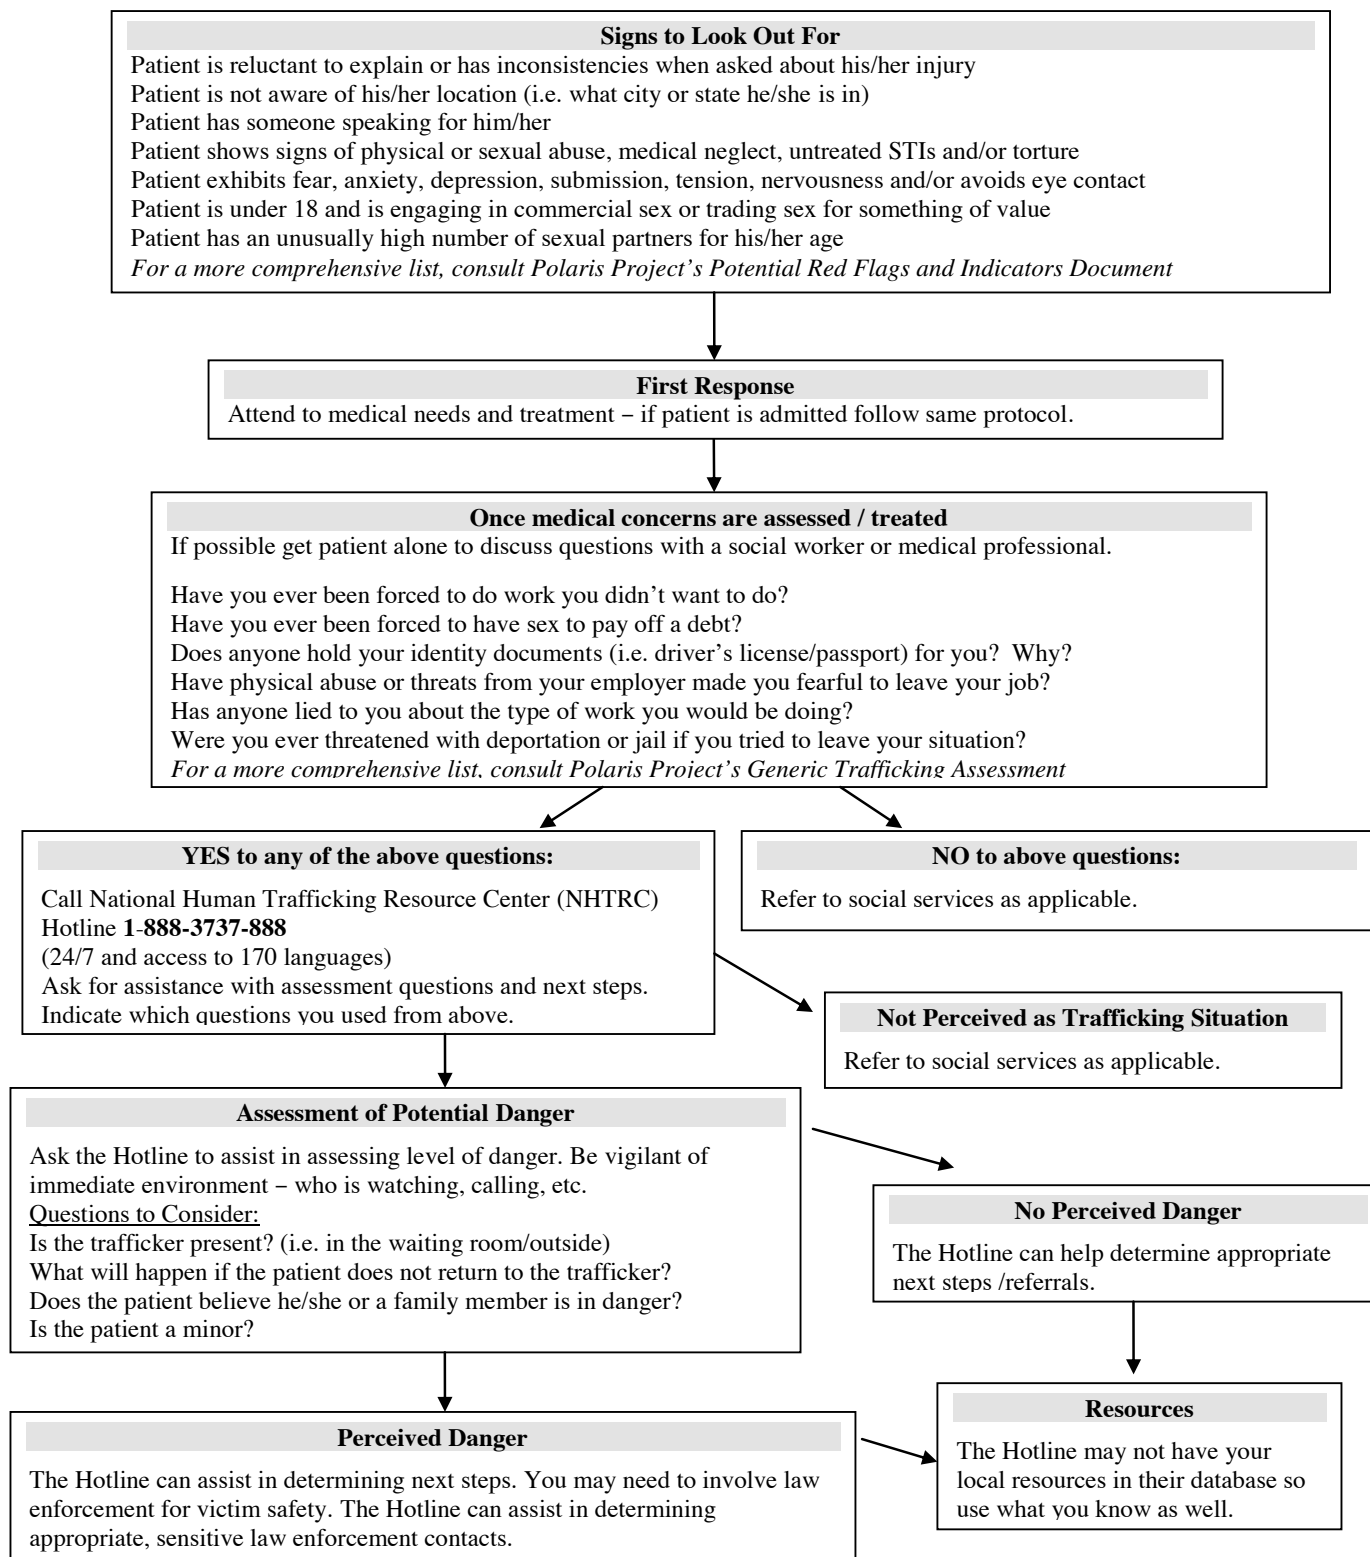 Signs to Look Out For
Patient is reluctant to explain or has inconsistencies when asked about his/her injury
Patient is not aware of his/her location (i.e. what city or state he/she is in)
Patient has someone speaking for him/her
Patient shows signs of physical or sexual abuse, medical neglect, untreated STIs and/or torture
Patient exhibits fear, anxiety, depression, submission, tension, nervousness and/or avoids eye contact
Patient is under 18 and is engaging in commercial sex or trading sex for something of value
Patient has an unusually high number of sexual partners for his/her age
For a more comprehensive list, consult Polaris Project's Potential Red Flags and Indicators Document
First Response
Attend to medical needs and treatment – if patient is admitted follow same protocol.
Once medical concerns are assessed / treated
If possible get patient alone to discuss questions with a social worker or medical professional.
Have you ever been forced to do work you didn't want to do?
Have you ever been forced to have sex to pay off a debt?
Does anyone hold your identity documents (i.e. driver's license/passport) for you? Why?
Have physical abuse or threats from your employer made you fearful to leave your job?
Has anyone lied to you about the type of work you would be doing?
Were you ever threatened with deportation or jail if you tried to leave your situation?
For a more comprehensive list, consult Polaris Project's Generic Trafficking Assessment
YES to any of the above questions:
Call National Human Trafficking Resource Center (NHTRC)
Hotline 1-888-3737-888
(24/7 and access to 170 languages)
Ask for assistance with assessment questions and next steps.
Indicate which questions you used from above.
NO to above questions:
Refer to social services as applicable.
Not Perceived as Trafficking Situation
Refer to social services as applicable.
Assessment of Potential Danger
Ask the Hotline to assist in assessing level of danger. Be vigilant of
immediate environment – who is watching, calling, etc.
Questions to Consider:
Is the trafficker present? (i.e. in the waiting room/outside)
What will happen if the patient does not return to the trafficker?
Does the patient believe he/she or a family member is in danger?
Is the patient a minor?
No Perceived Danger
The Hotline can help determine appropriate
next steps /referrals.
Perceived Danger
The Hotline can assist in determining next steps. You may need to involve law
enforcement for victim safety. The Hotline can assist in determining
appropriate, sensitive law enforcement contacts.
Resources
The Hotline may not have your
local resources in their database so
use what you know as well.